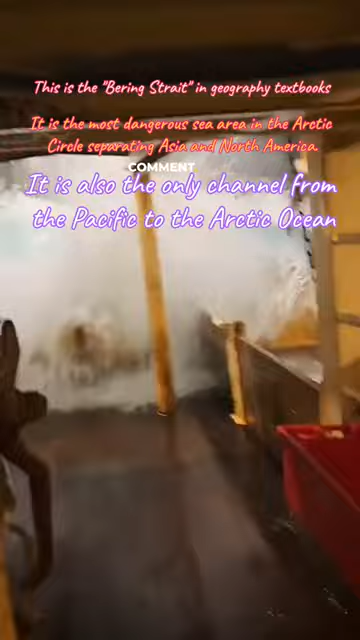 This is the "Bering Strait" in geography textbooks
It is the most dangerous sea area in the Arctic
Circle separating Asia and North America.
COMMENT
It is also the only channel from
the Pacific to the Arctic Ocean